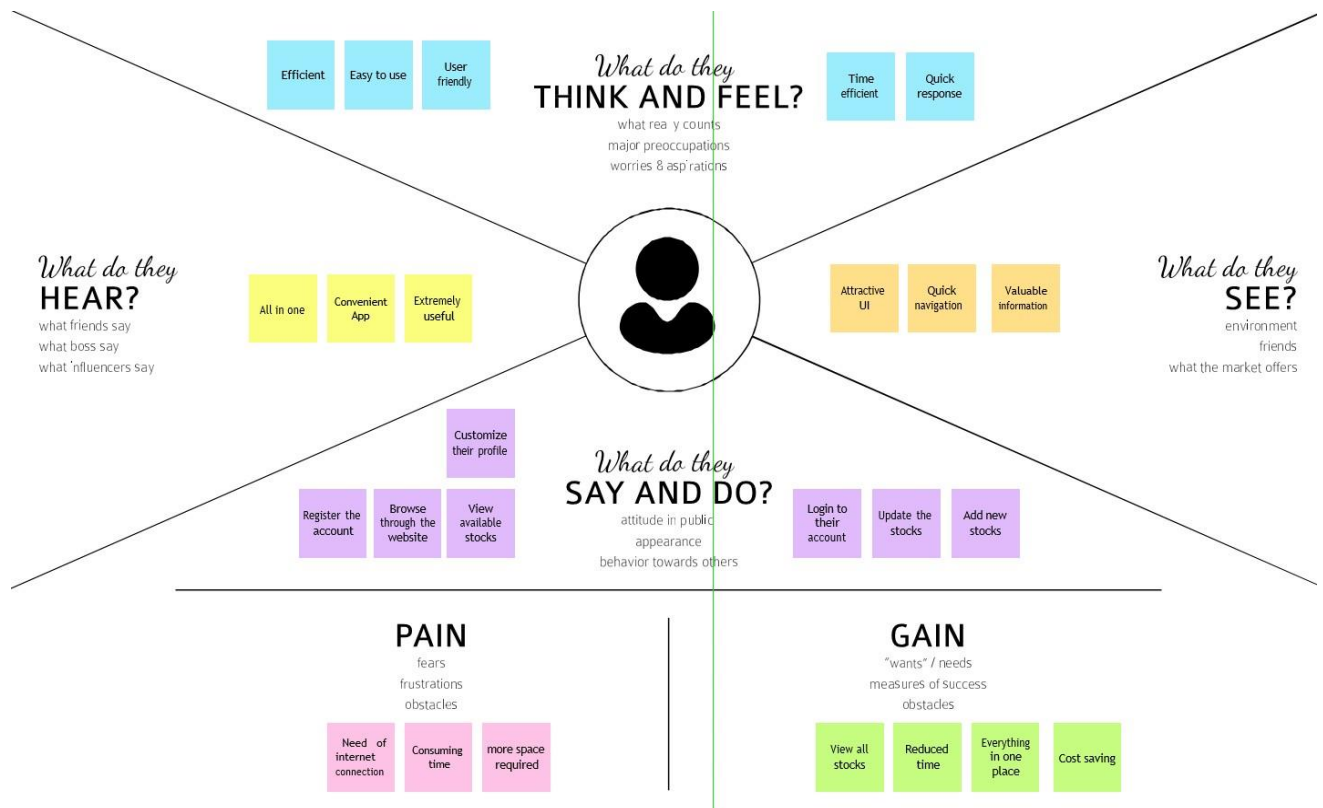 What do they
THINK AND FEEL?
what rea y counts
major preoccupations
worries & aspirations
Efficient
Easy to use
User
friendly
Time
efficient
Quick
response
What do they
HEAR?
what friends say
what boss say
what influencers say
All in one
Convenient
App
Extremely
useful
What do they
SEE?
environment
friends
what the market offers
Attractive
UI
Quick
navigation
Valuable
information
What do they
SAY AND DO?
attitude in public
appearance
behavior towards others
Customize
their profile
Register the
account
Browse
through the
website
View
available
stocks
Login to
their
account
Update the
stocks
Add new
stocks
PAIN
fears
frustrations
obstacles
Need of
internet
connection
Consuming
time
more space
required
GAIN
"wants" / needs
measures of success
obstacles
View all
stocks
Reduced
time
Everything
in one
place
Cost saving